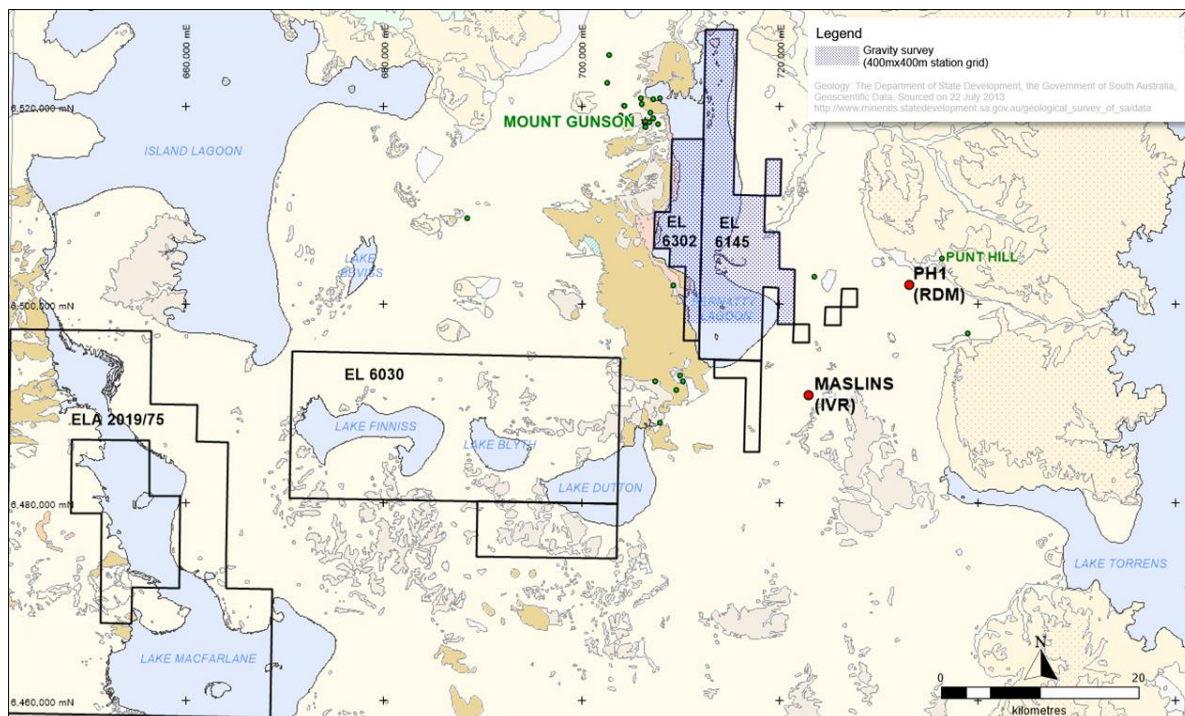 Legend
Gravity survey
(400mx400m station grid)
Geology: The Department of State Development, the Government of South Australia,
Geoscientific Data, Sourced on 22 July 2013
http://www.minerals.statedevelopment.sa.gov.au/geological_survey_of_sa/data
660,000 mE
680,000 mE
700,000 mE
720,000 mE
6,520,000 mN
MOUNT GUNSON
ISLAND LAGOON
EL
6302
EL
6145
LAKE
PUNT HILL
PH1
(RDM)
6,500,000 mN
LAGOON
EL 6030
MASLINS
(IVR)
ELA 2019/75
LAKE FINNISS
LAKE BLYTH
LAKE DUTTON
6,480,000 mN
LAKE TORRENS
LAKE MACFARLANE
N
6,460,000 mN
0
20
kilometres